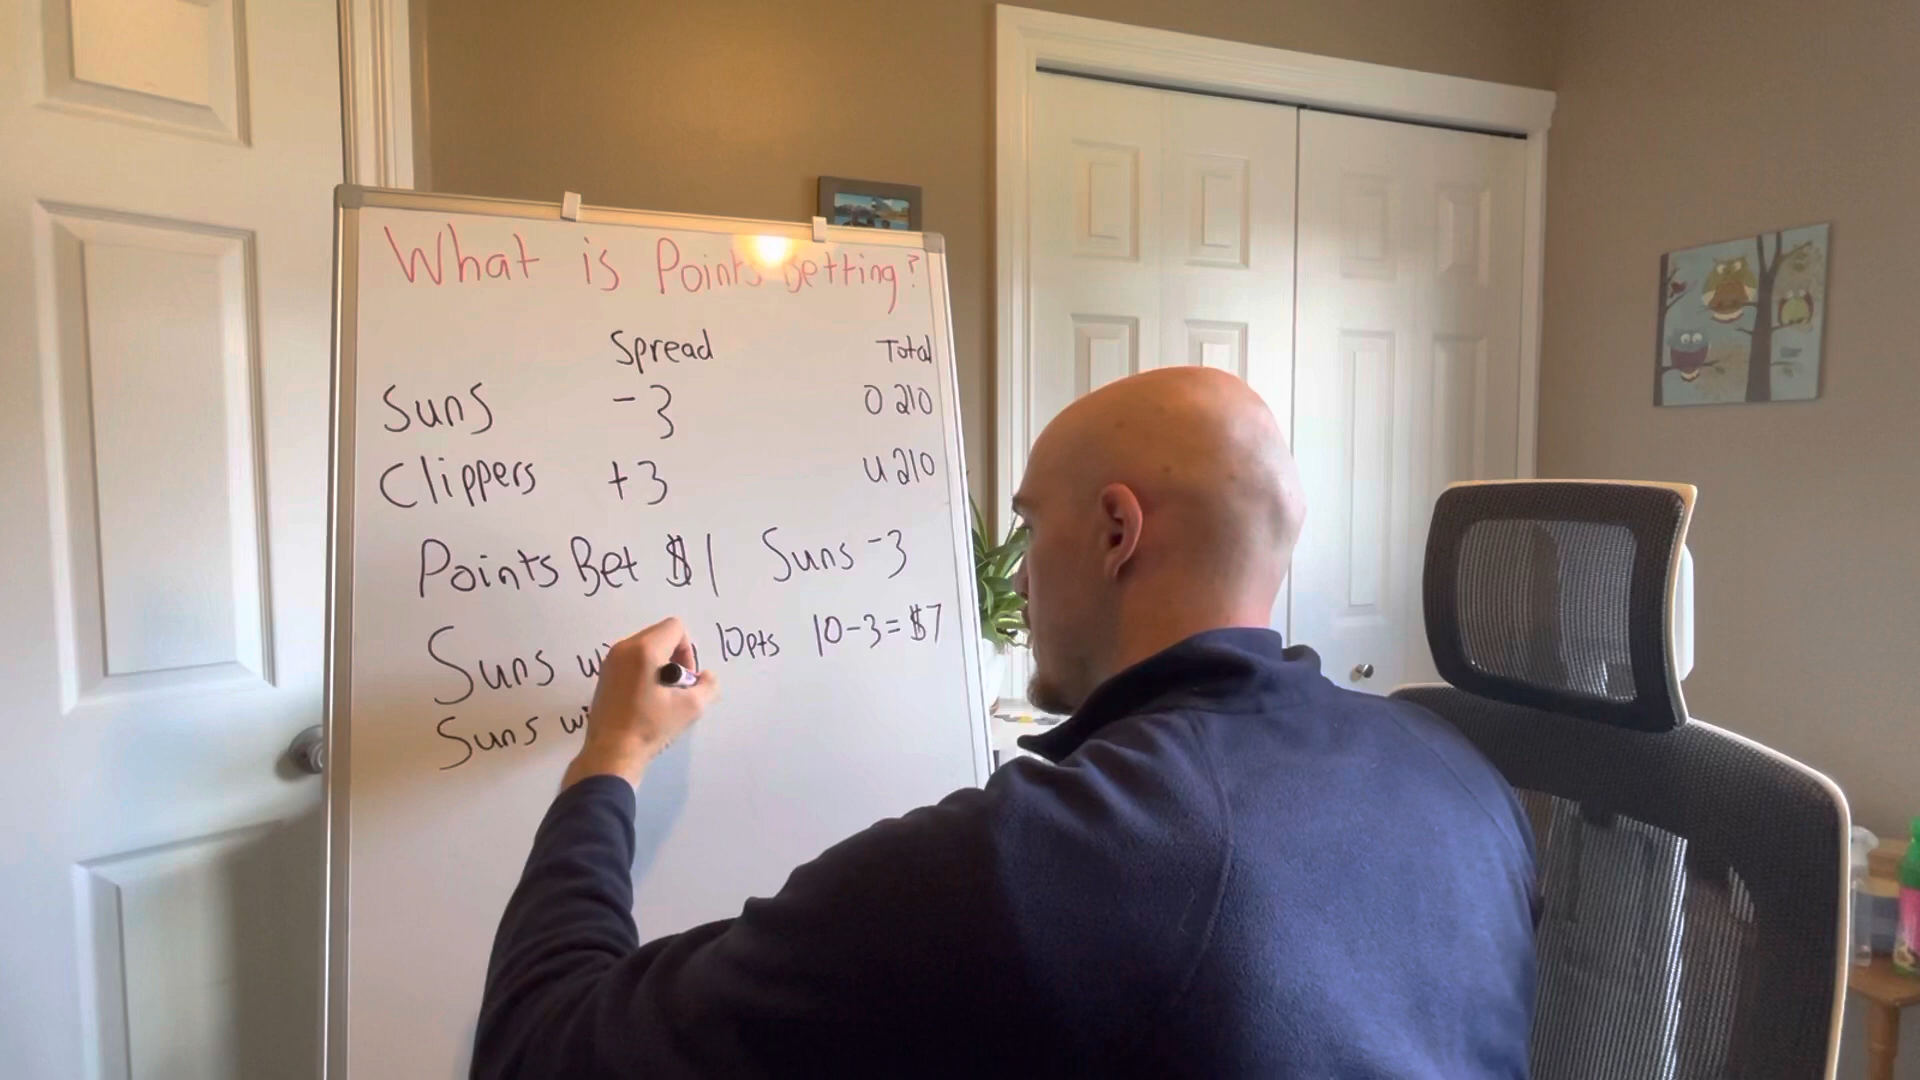 What is Points Betting?
Spread Total
Suns -3 O 210
Clippers +3 U 210
Points Bet $1 Suns -3
Suns 10pts 10-3=$7
Suns